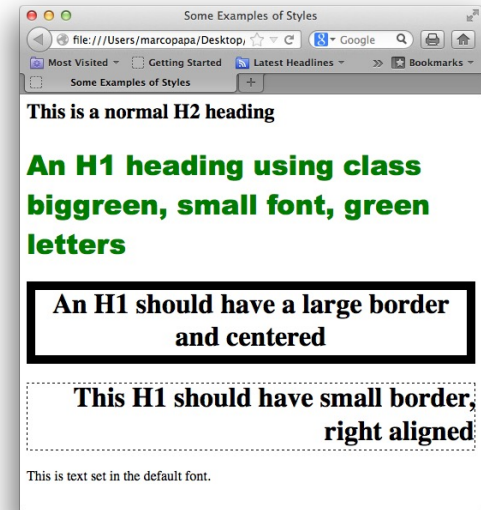 Some Examples of Styles
file:///Users/marcopapa/Desktop/ Google
Most Visited Getting Started Latest Headlines Bookmarks
Some Examples of Styles
This is a normal H2 heading
An H1 heading using class
biggreen, small font, green
letters
An H1 should have a large border
and centered
This H1 should have small border,
right aligned
This is text set in the default font.